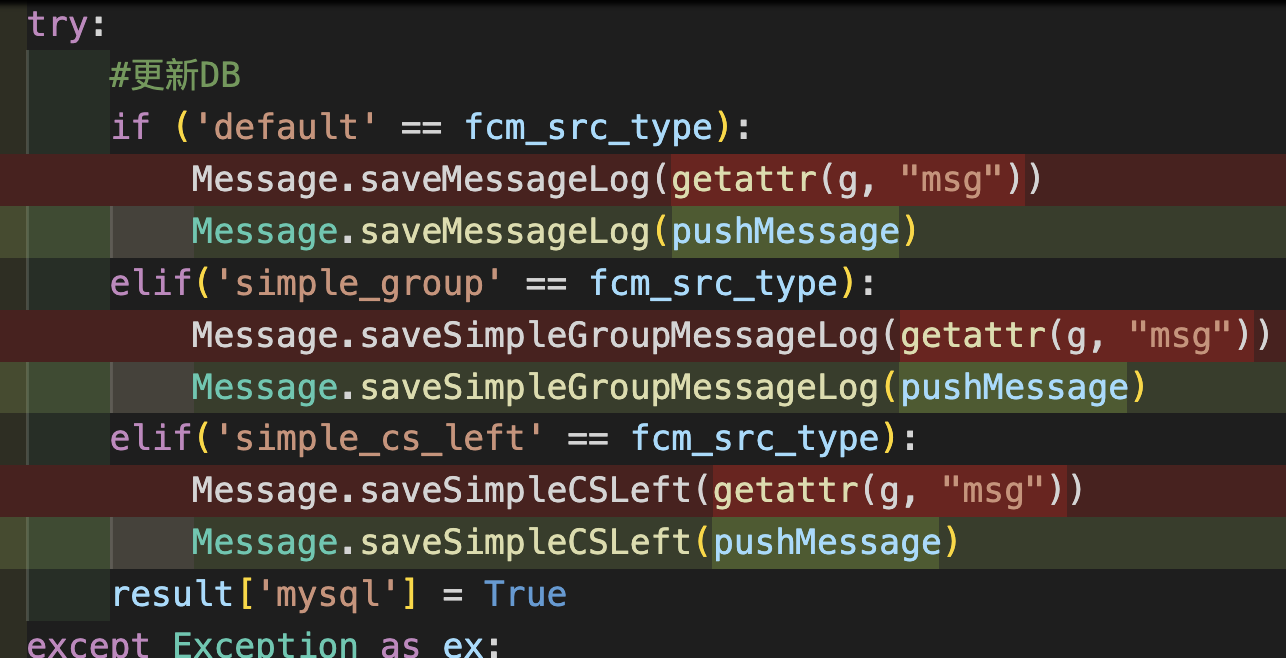 try:
#更新DB
if ('default' == fcm_src_type):
Message.saveMessageLog(getattr(g, "msg"))
Message.saveMessageLog(pushMessage)
elif('simple_group' == fcm_src_type):
Message.saveSimpleGroupMessageLog(getattr(g, "msg"))
Message.saveSimpleGroupMessageLog(pushMessage)
elif('simple_cs_left' == fcm_src_type):
Message.saveSimpleCSLeft(getattr(g, "msg"))
Message.saveSimpleCSLeft(pushMessage)
result['mysql'] = True
except Exception as ex: